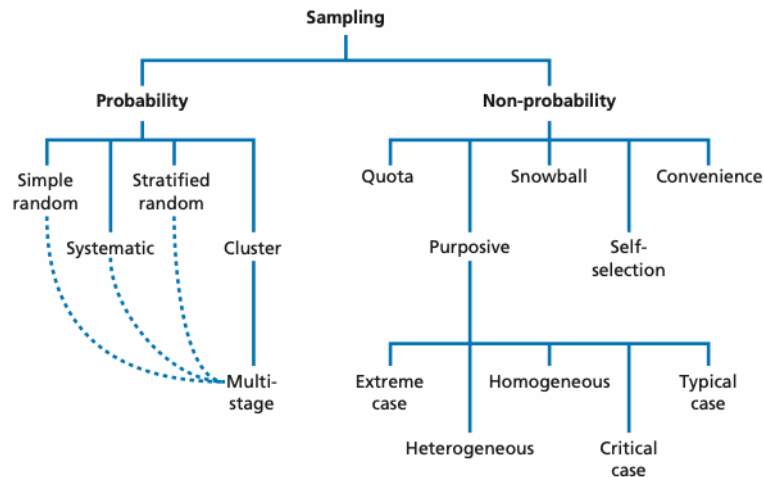 Sampling
Probability
Non-probability
Simple
random
Stratified
random
Quota
Snowball
Convenience
Systematic
Cluster
Purposive
Self-
selection
Multi-
stage
Extreme
case
Homogeneous
Typical
case
Heterogeneous
Critical
case